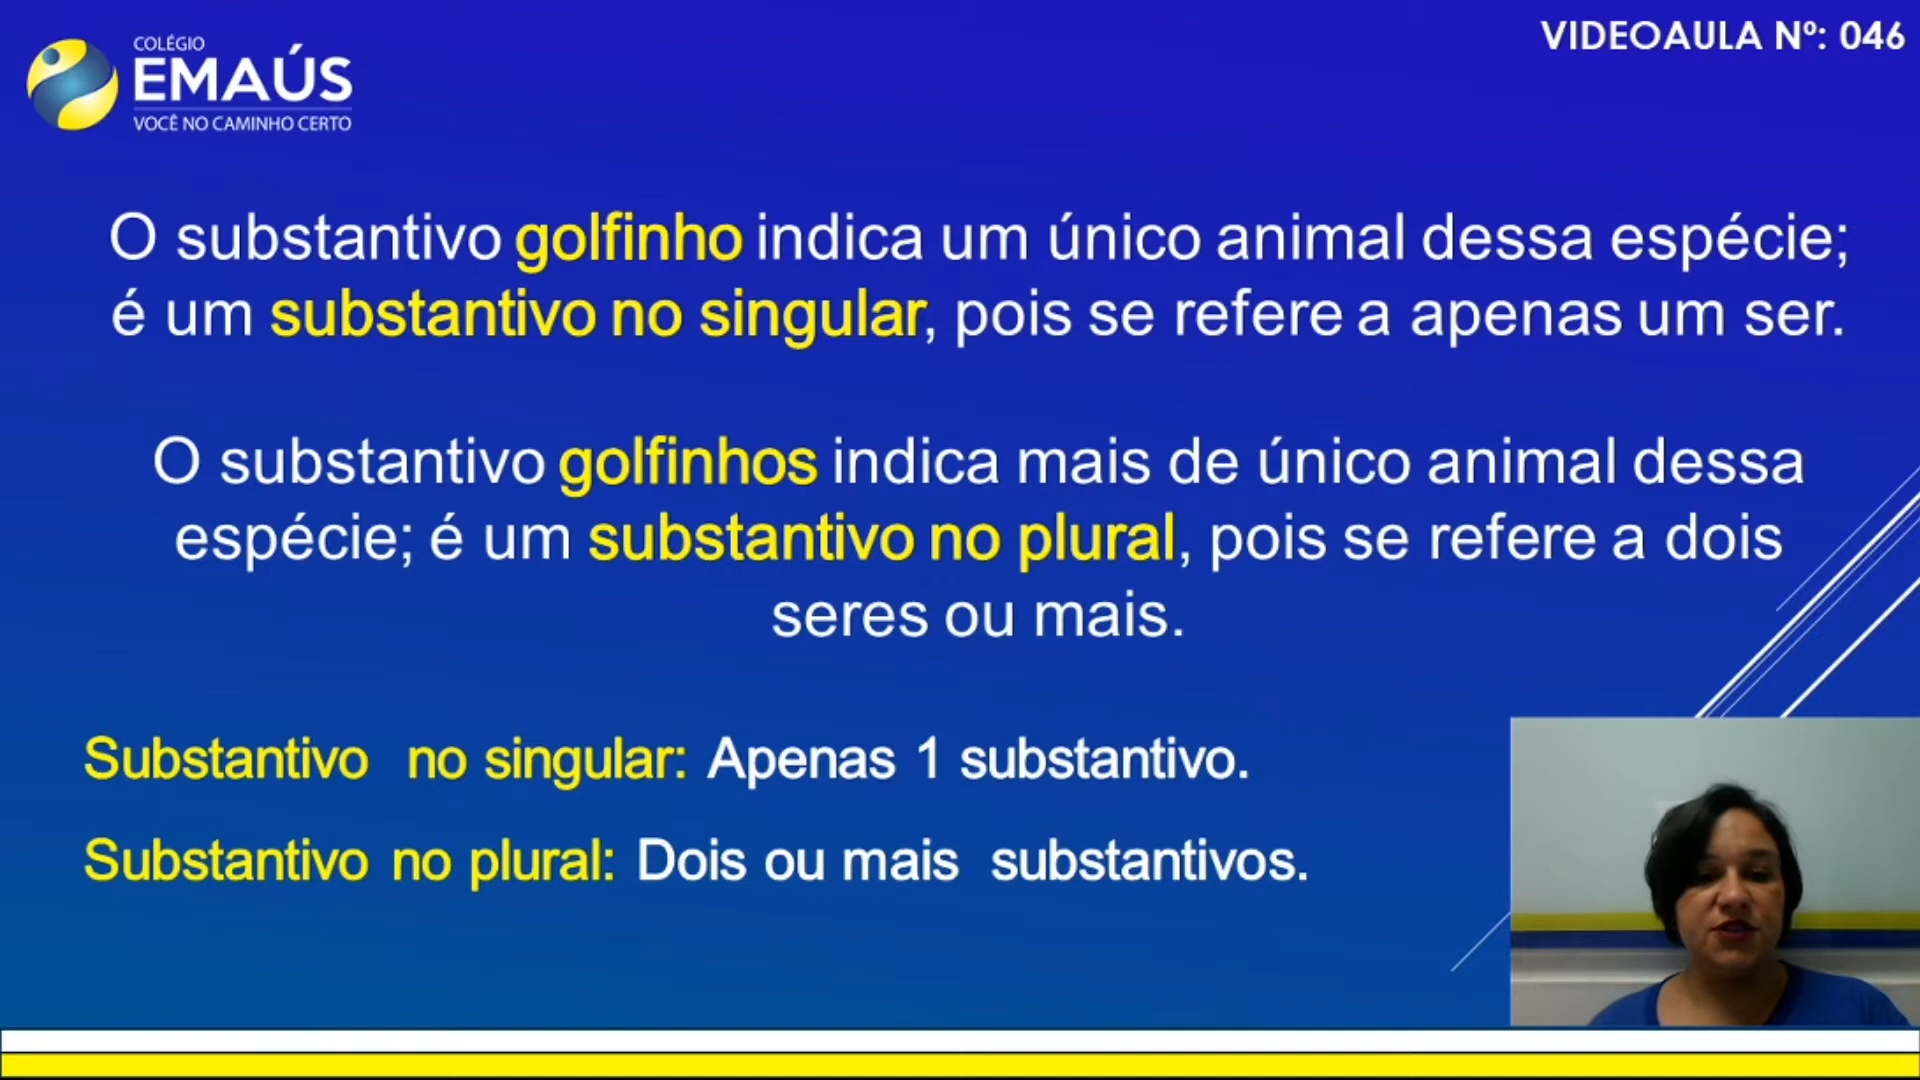 COLÉGIO
EMAÚS
VOCÊ NO CAMINHO CERTO
VIDEOAULA Nº: 046
O substantivo golfinho indica um único animal dessa espécie;
é um substantivo no singular, pois se refere a apenas um ser.
O substantivo golfinhos indica mais de único animal dessa
espécie; é um substantivo no plural, pois se refere a dois
seres ou mais.
Substantivo no singular: Apenas 1 substantivo.
Substantivo no plural: Dois ou mais substantivos.